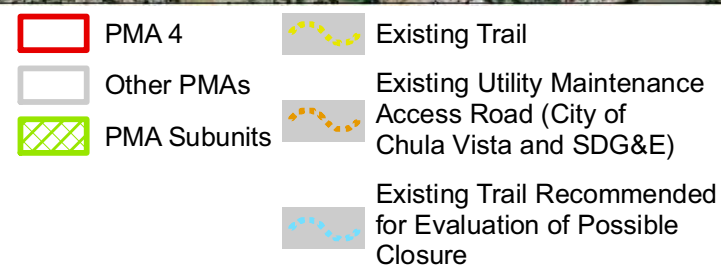 PMA 4
Other PMAs
PMA Subunits
Existing Trail
Existing Utility Maintenance
Access Road (City of
Chula Vista and SDG&E)
Existing Trail Recommended
for Evaluation of Possible
Closure